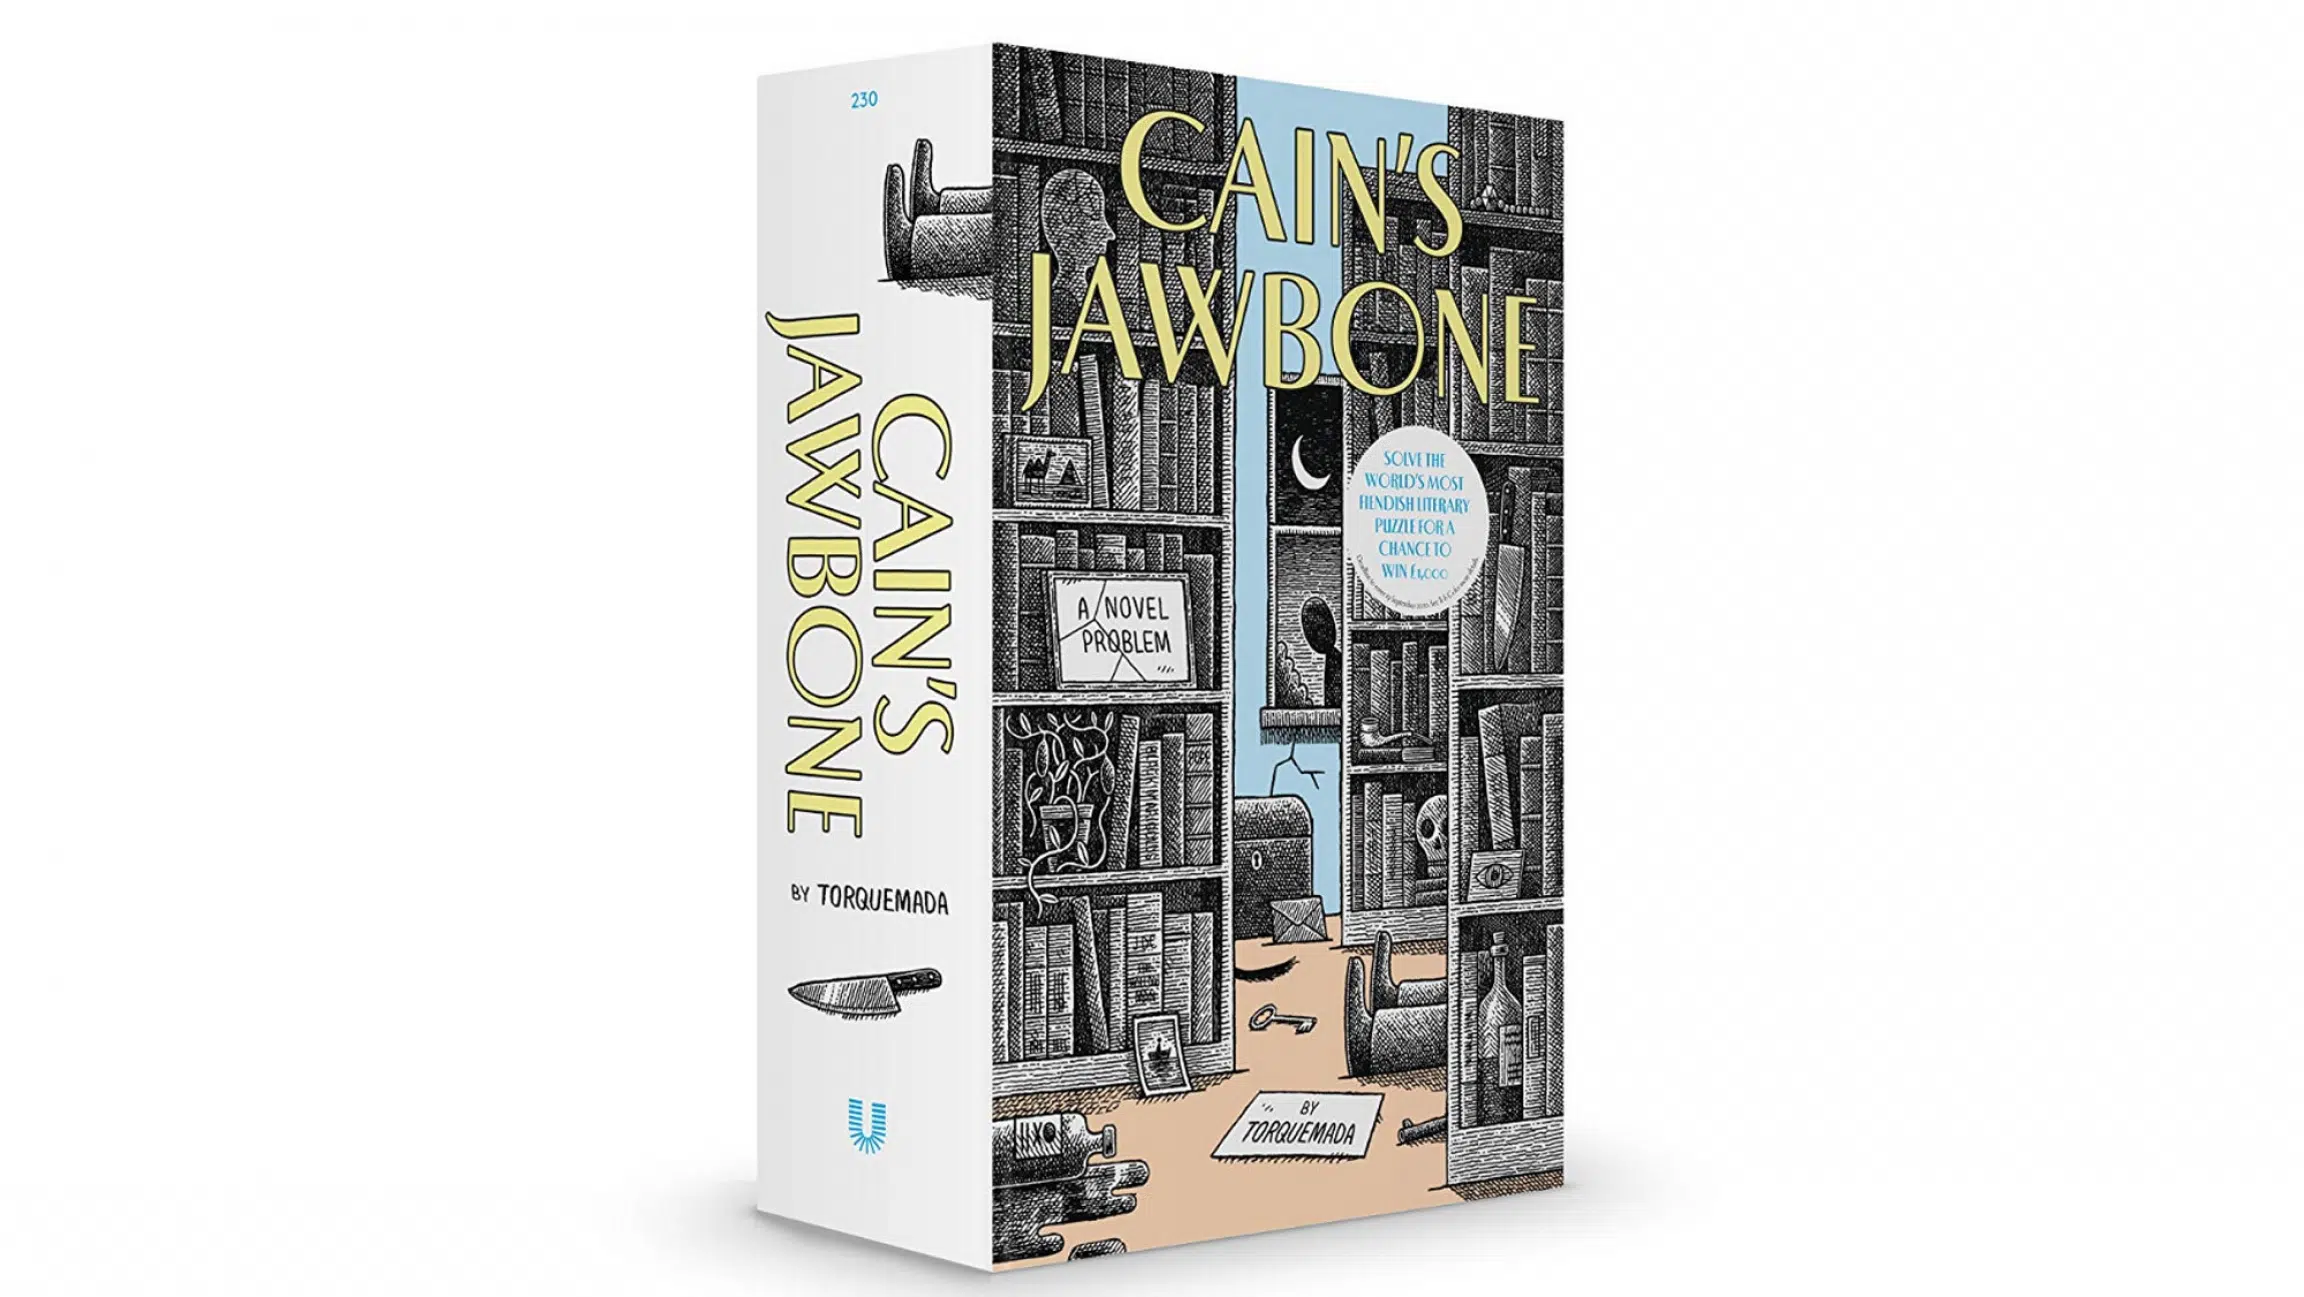 230
CAIN'S
JAWBONE
BY TORQUEMADA
U
CAIN'S
JAWBONE
SOLVE THE
WORLD'S MOST
FIENDISH LITERARY
PUZZLE FOR A
CHANCE TO
WIN £1,000
A NOVEL
PROBLEM
BY
TORQUEMADA